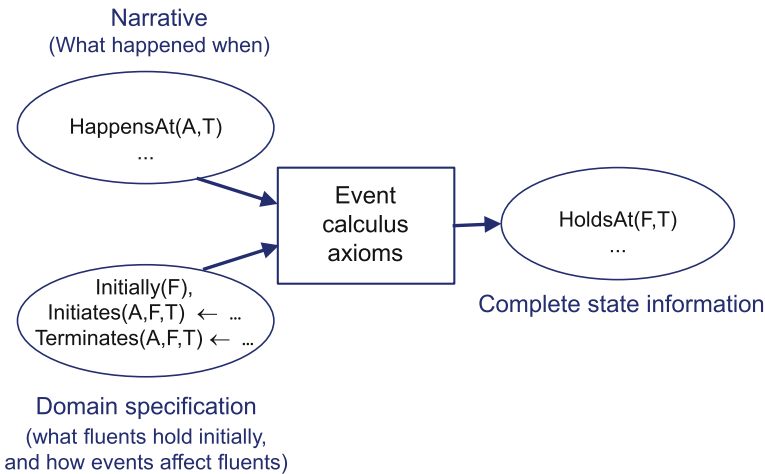 Narrative
(What happened when)
HappensAt(A,T)
...
Event
calculus
axioms
HoldsAt(F,T)
...
Complete state information
Initially(F),
Initiates(A,F,T) ← ...
Terminates(A,F,T) ← ...
Domain specification
(what fluents hold initially,
and how events affect fluents)